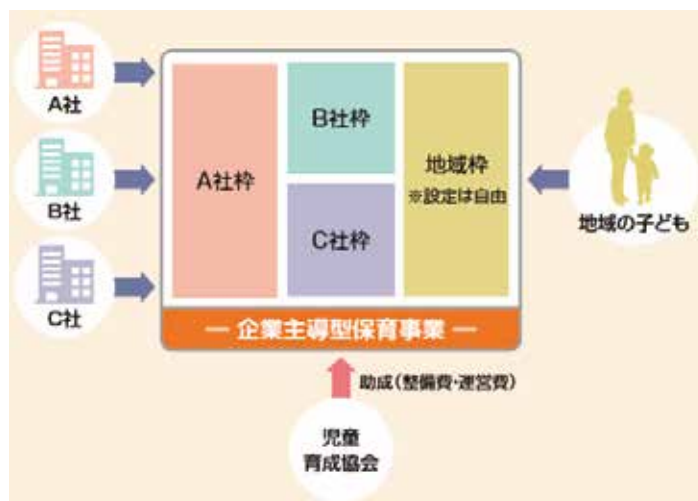 A社
B社
C社
A社枠
B社枠
C社枠
地域枠
※設定は自由
地域の子ども
― 企業主導型保育事業 ―
助成（整備費・運営費）
児童
育成協会